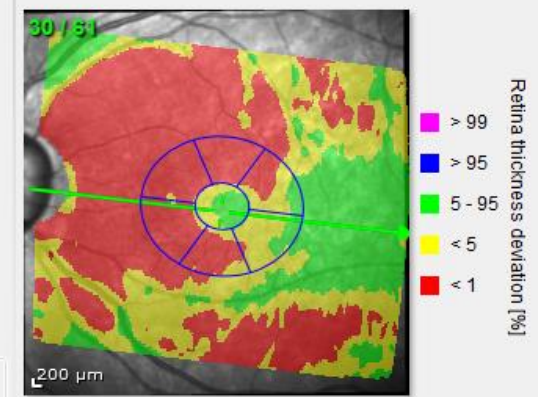 30 / 61
> 99
> 95
5 - 95
< 5
< 1
Retina thickness deviation [%]
200 µm